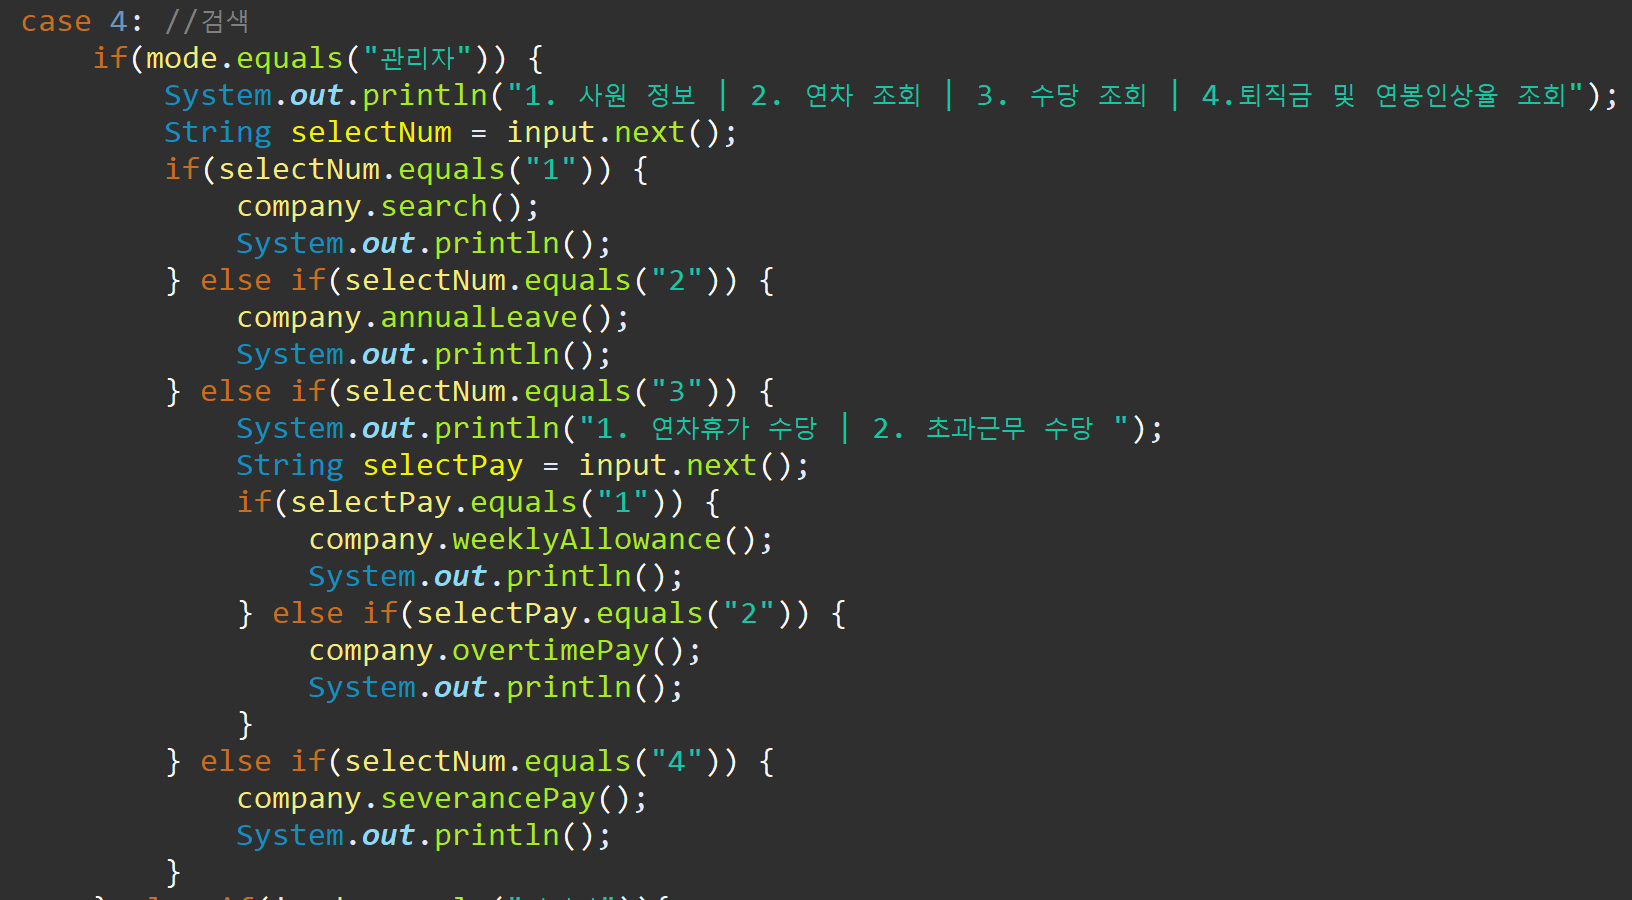 case 4: //검색
if(mode.equals("관리자")) {
System.out.println("1. 사원 정보 | 2. 연차 조회 | 3. 수당 조회 | 4.퇴직금 및 연봉인상율 조회");
String selectNum = input.next();
if(selectNum.equals("1")) {
company.search();
System.out.println();
} else if(selectNum.equals("2")) {
company.annualLeave();
System.out.println();
} else if(selectNum.equals("3")) {
System.out.println("1. 연차휴가 수당 | 2. 초과근무 수당 ");
String selectPay = input.next();
if(selectPay.equals("1")) {
company.weeklyAllowance();
System.out.println();
} else if(selectPay.equals("2")) {
company.overtimePay();
System.out.println();
}
} else if(selectNum.equals("4")) {
company.severancePay();
System.out.println();
}